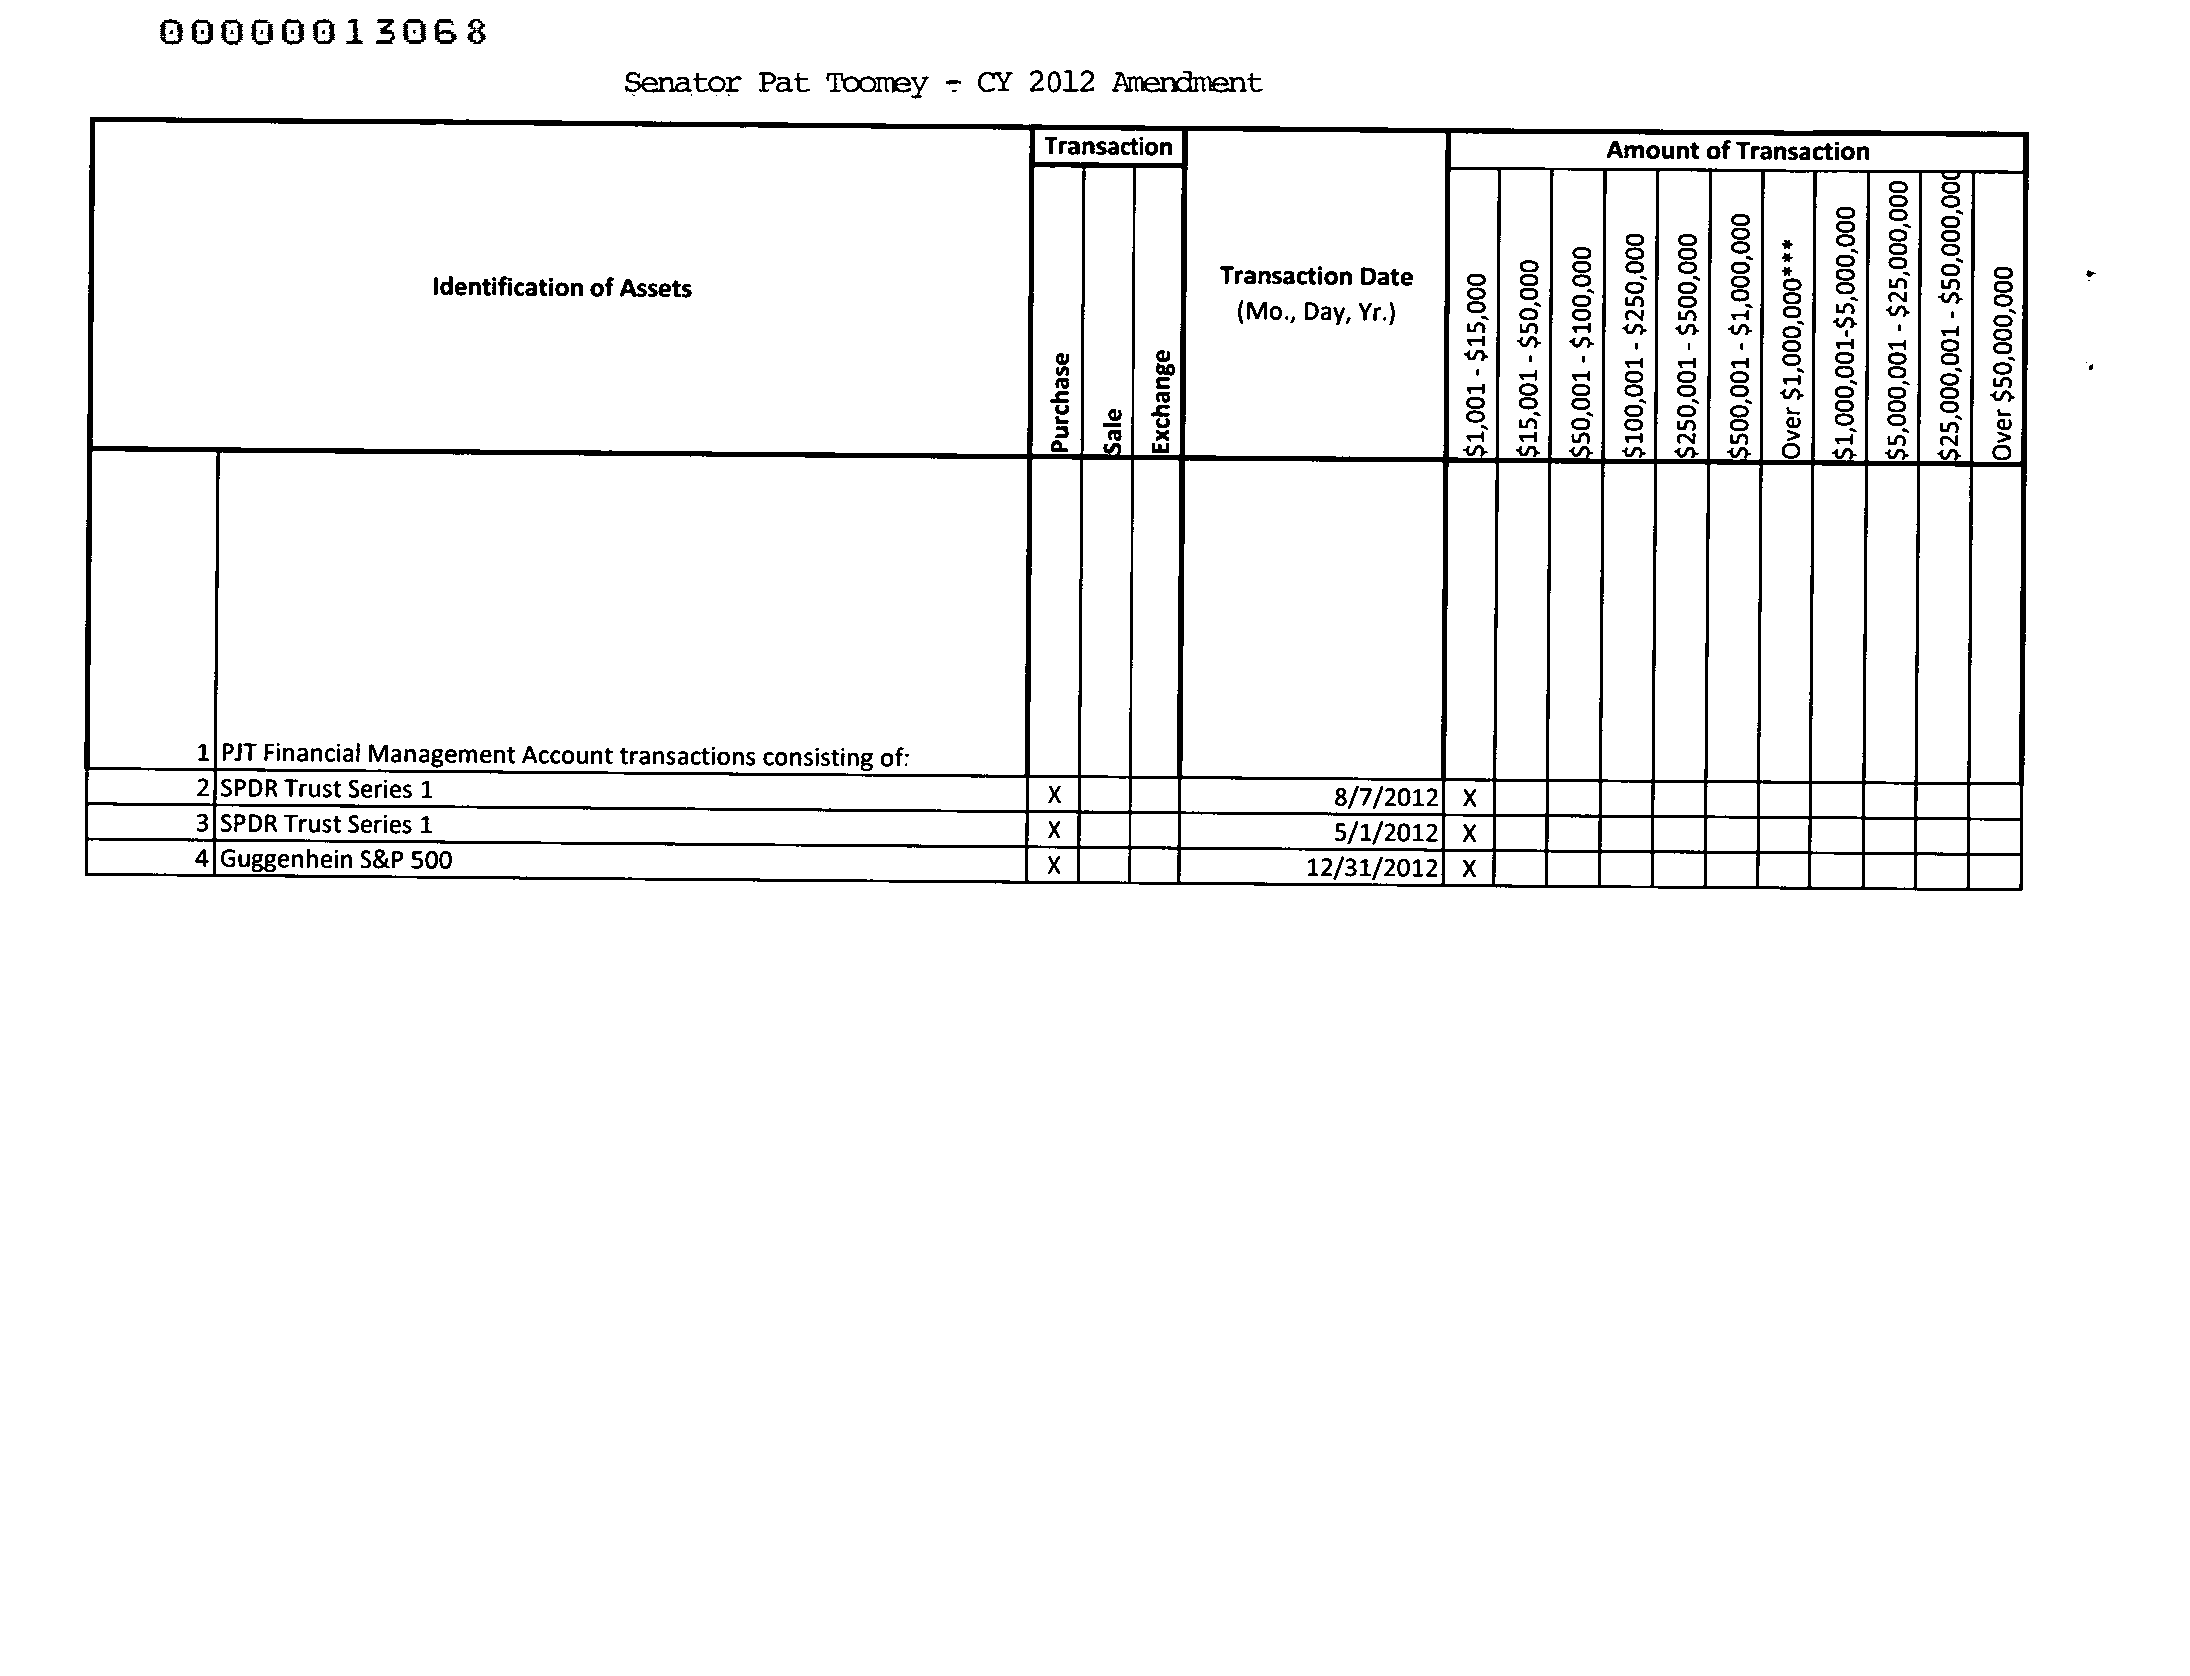 00000013068
Senator Pat Toomey - CY 2012 Amendment
Identification of Assets
Transaction
Purchase
Sale
Exchange
Transaction Date
(Mo., Day, Yr.)
Amount of Transaction
$1,001 - $15,000
$15,001 - $50,000
$50,001 - $100,000
$100,001 - $250,000
$250,001 - $500,000
$500,001 - $1,000,000
Over $1,000,000***
$1,000,001-$5,000,000
$5,000,001 - $25,000,000
$25,000,001 - $50,000,000
Over $50,000,000
1 PJT Financial Management Account transactions consisting of:
2 SPDR Trust Series 1 X 8/7/2012 X
3 SPDR Trust Series 1 X 5/1/2012 X
4 Guggenhein S&P 500 X 12/31/2012 X